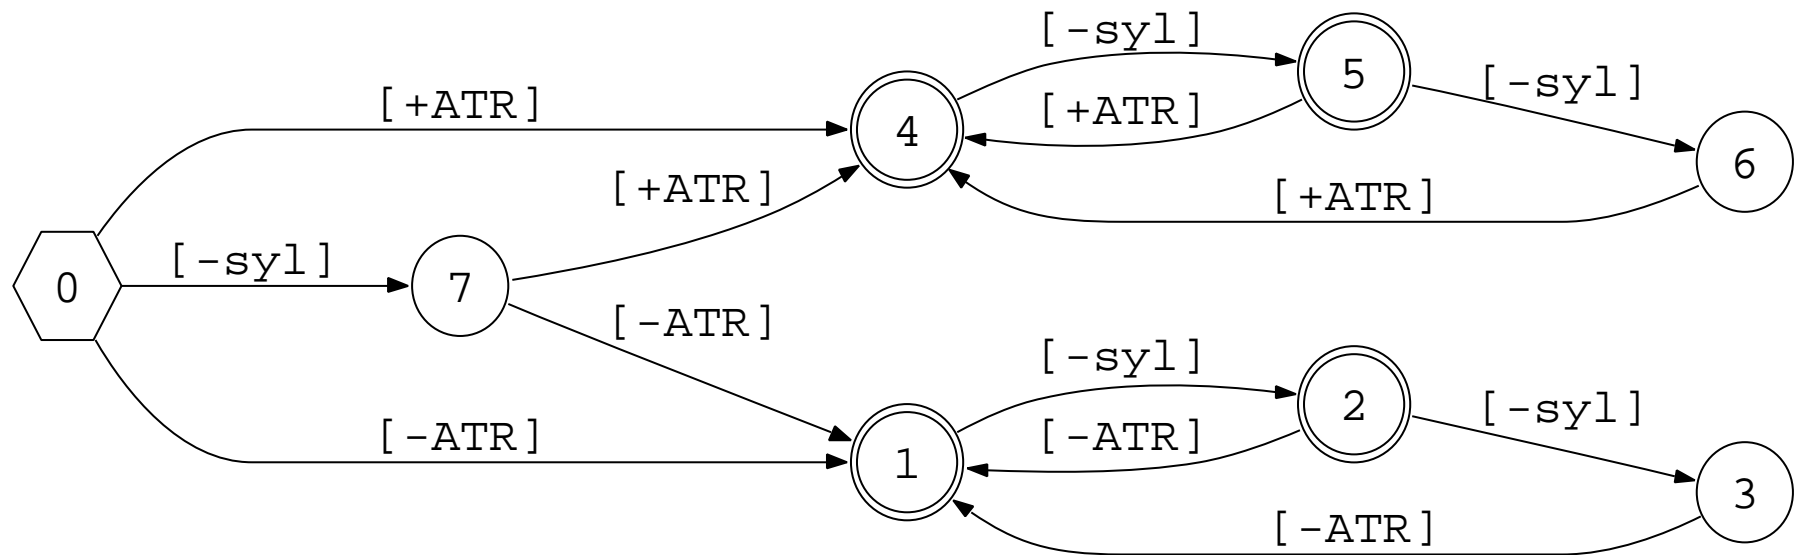 [-syl]
5
[-syl]
[+ATR]
[+ATR]
4
6
[+ATR]
[+ATR]
[-syl]
0
7
[-ATR]
[-syl]
2
[-syl]
[-ATR]
[-ATR]
1
3
[-ATR]